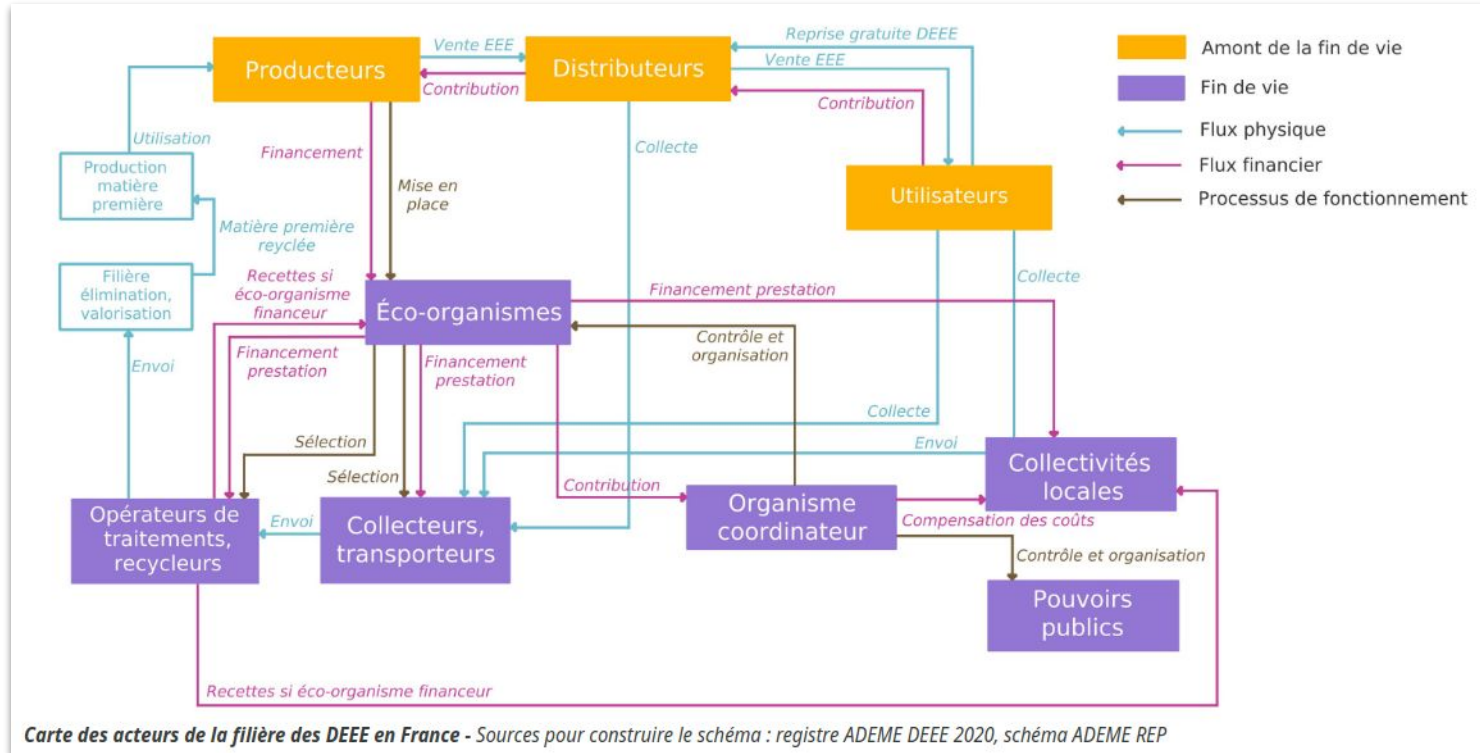 Reprise gratuite DEEE
Vente EEE
Producteurs
Distributeurs
Vente EEE
Contribution
Contribution
Amont de la fin de vie
Fin de vie
Flux physique
Flux financier
Processus de fonctionnement
Utilisation
Financement
Collecte
Production
matière
première
Mise en
place
Utilisateurs
Matière première
reyclée
Filière
élimination,
valorisation
Recettes si
éco-organisme
financeur
Éco-organismes
Financement prestation
Collecte
Contrôle et
organisation
Envoi
Financement
prestation
Financement
prestation
Collecte
Sélection
Sélection
Envoi
Contribution
Collectivités
locales
Opérateurs de
traitements,
recycleurs
Envoi
Collecteurs,
transporteurs
Organisme
coordinateur
Compensation des coûts
Contrôle et organisation
Pouvoirs
publics
Recettes si éco-organisme financeur
Carte des acteurs de la filière des DEEE en France - Sources pour construire le schéma : registre ADEME DEEE 2020, schéma ADEME REP